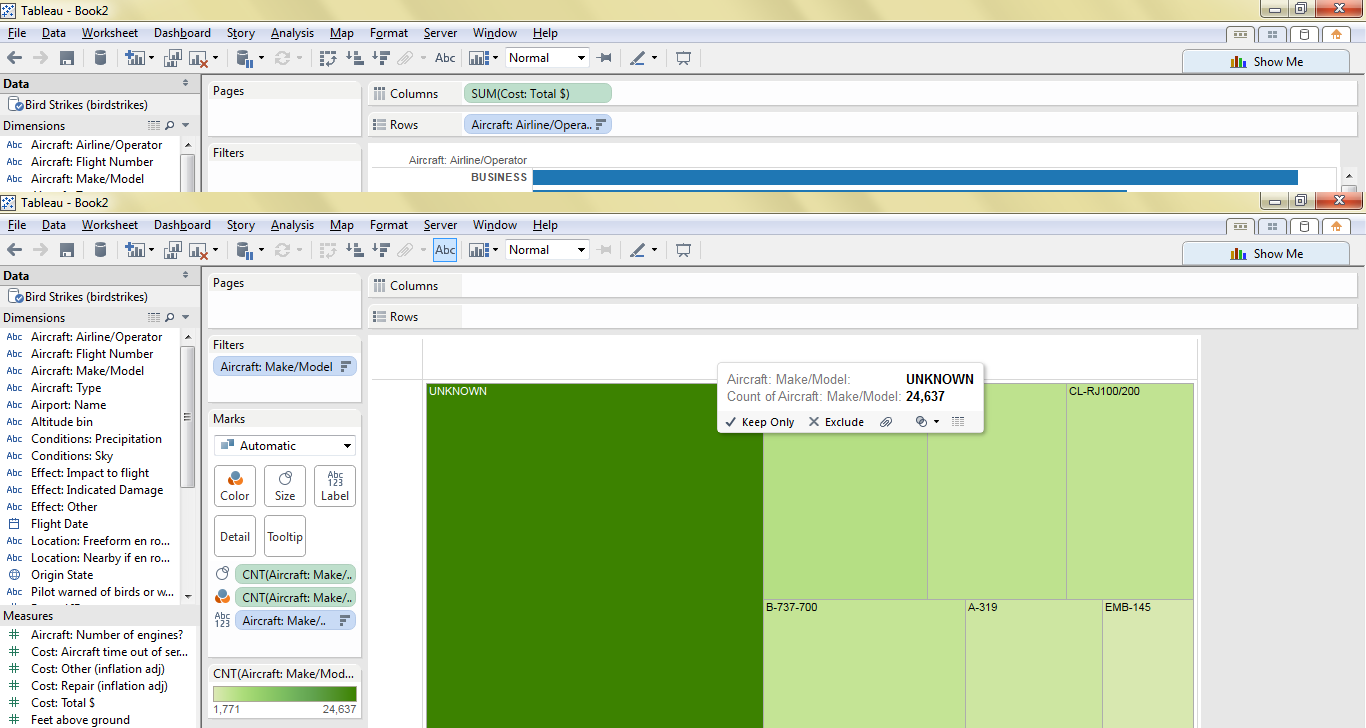 Tableau - Book2
File Data Worksheet Dashboard Story Analysis Map Format Server Window Help
Abc Normal Show Me
Data
Bird Strikes (birdstrikes)
Dimensions
Abc Aircraft: Airline/Operator
Abc Aircraft: Flight Number
Abc Aircraft: Make/Model
Pages
Filters
Columns SUM(Cost: Total $)
Rows Aircraft: Airline/Opera..
Aircraft: Airline/Operator
BUSINESS
Tableau - Book2
File Data Worksheet Dashboard Story Analysis Map Format Server Window Help
Abc Normal Show Me
Data
Bird Strikes (birdstrikes)
Dimensions
Abc Aircraft: Airline/Operator
Abc Aircraft: Flight Number
Abc Aircraft: Make/Model
Abc Aircraft: Type
Abc Airport: Name
Abc Altitude bin
Abc Conditions: Precipitation
Abc Conditions: Sky
Abc Effect: Impact to flight
Abc Effect: Indicated Damage
Abc Effect: Other
Flight Date
Abc Location: Freeform en ro...
Abc Location: Nearby if en ro...
Origin State
Abc Pilot warned of birds or w...
Measures
Aircraft: Number of engines?
Cost: Aircraft time out of ser...
Cost: Other (inflation adj)
Cost: Repair (inflation adj)
Cost: Total $
Feet above ground
Pages
Filters
Aircraft: Make/Model
Marks
Automatic
Color Size Abc 123 Label
Detail Tooltip
CNT(Aircraft: Make/..
CNT(Aircraft: Make/..
Abc 123 Aircraft: Make/..
CNT(Aircraft: Make/Mod...
1,771 24,637
Columns
Rows
UNKNOWN
Aircraft: Make/Model: UNKNOWN
Count of Aircraft: Make/Model: 24,637
Keep Only Exclude
CL-RJ100/200
B-737-700 A-319 EMB-145